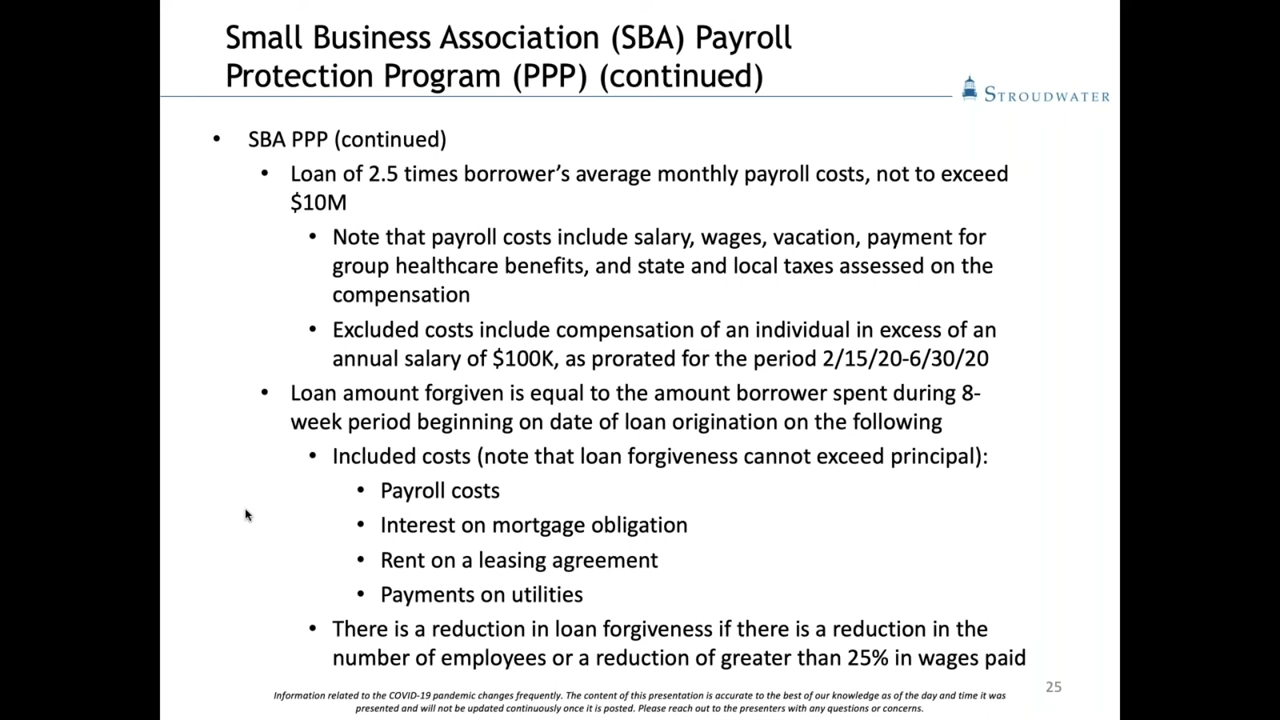 Small Business Association (SBA) Payroll
Protection Program (PPP) (continued)
STROUDWATER
• SBA PPP (continued)
• Loan of 2.5 times borrower’s average monthly payroll costs, not to exceed
$10M
• Note that payroll costs include salary, wages, vacation, payment for
group healthcare benefits, and state and local taxes assessed on the
compensation
• Excluded costs include compensation of an individual in excess of an
annual salary of $100K, as prorated for the period 2/15/20-6/30/20
• Loan amount forgiven is equal to the amount borrower spent during 8-
week period beginning on date of loan origination on the following
• Included costs (note that loan forgiveness cannot exceed principal):
• Payroll costs
• Interest on mortgage obligation
• Rent on a leasing agreement
• Payments on utilities
• There is a reduction in loan forgiveness if there is a reduction in the
number of employees or a reduction of greater than 25% in wages paid
25
Information related to the COVID-19 pandemic changes frequently. The content of this presentation is accurate to the best of our knowledge as of the day and time it was
presented and will not be updated continuously once it is posted. Please reach out to the presenters with any questions or concerns.